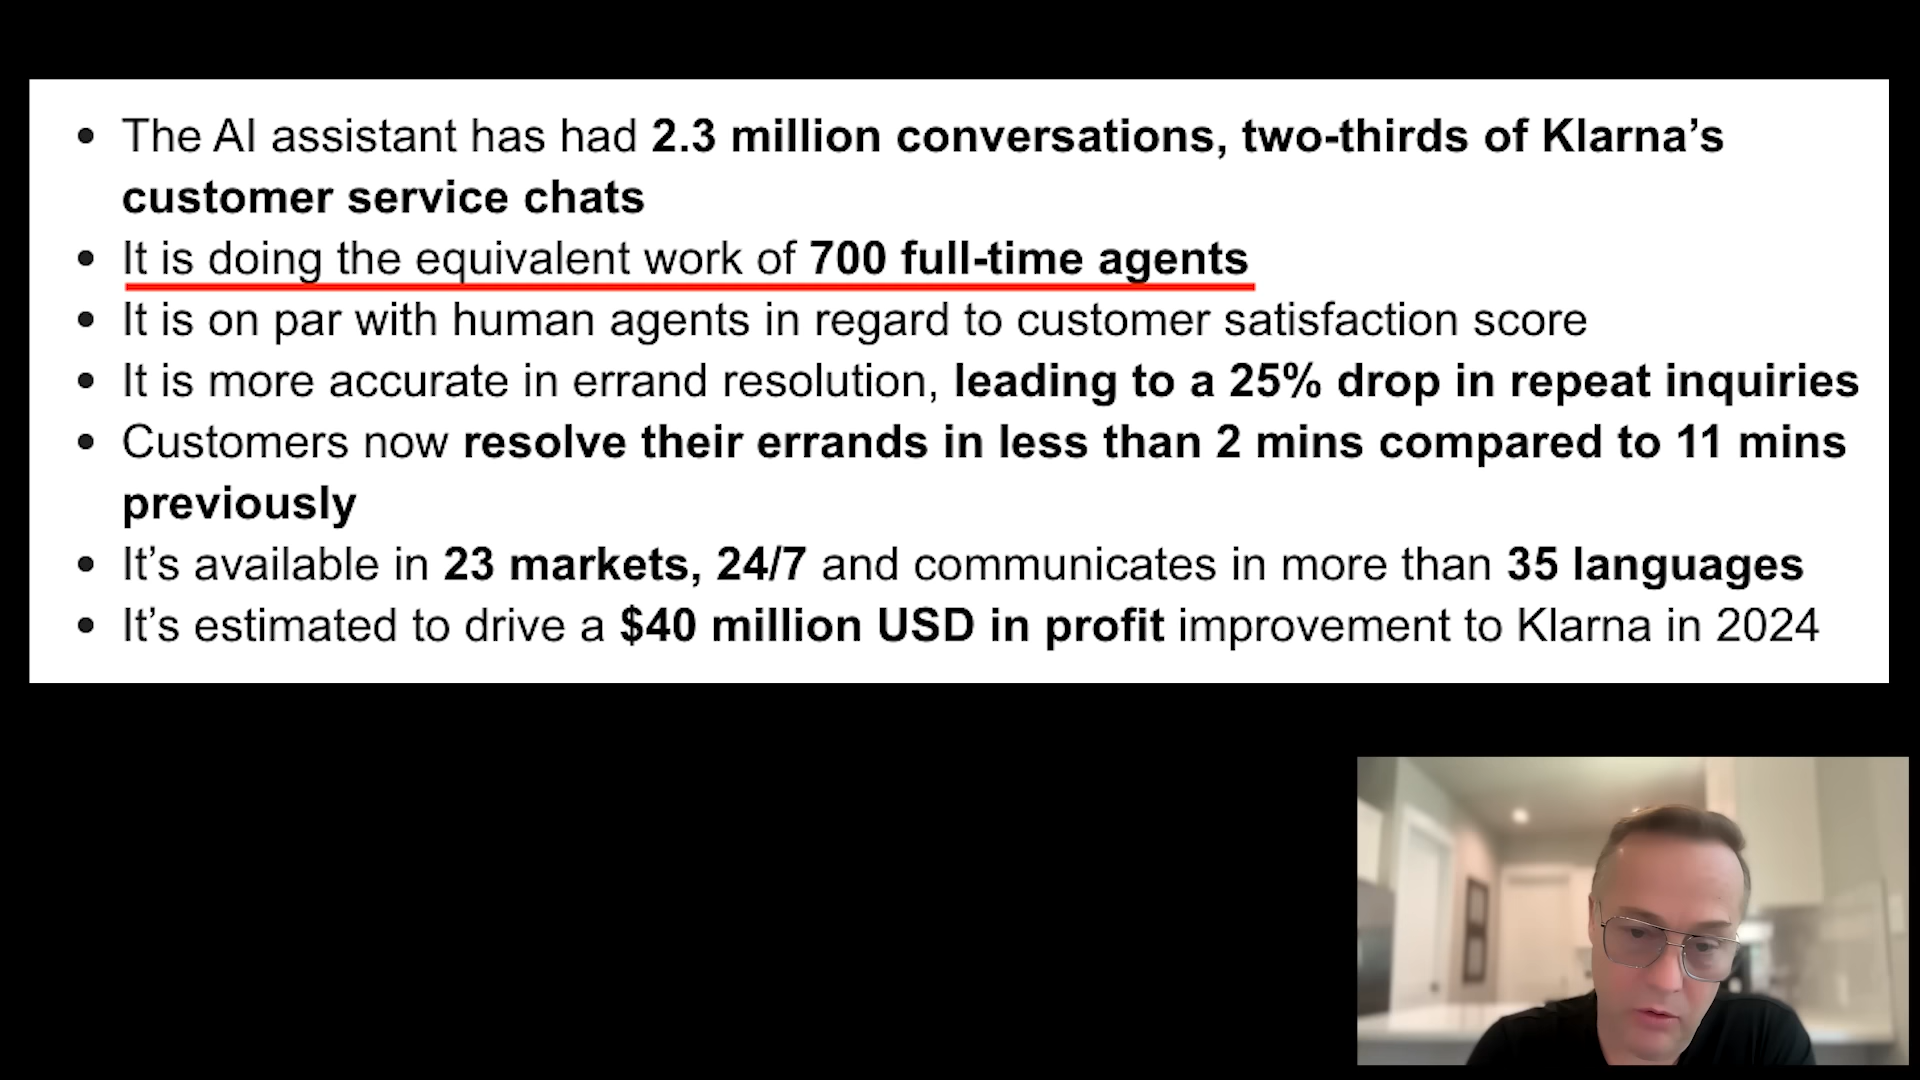 • The AI assistant has had 2.3 million conversations, two-thirds of Klarna’s
customer service chats
• It is doing the equivalent work of 700 full-time agents
• It is on par with human agents in regard to customer satisfaction score
• It is more accurate in errand resolution, leading to a 25% drop in repeat inquiries
• Customers now resolve their errands in less than 2 mins compared to 11 mins
previously
• It’s available in 23 markets, 24/7 and communicates in more than 35 languages
• It’s estimated to drive a $40 million USD in profit improvement to Klarna in 2024